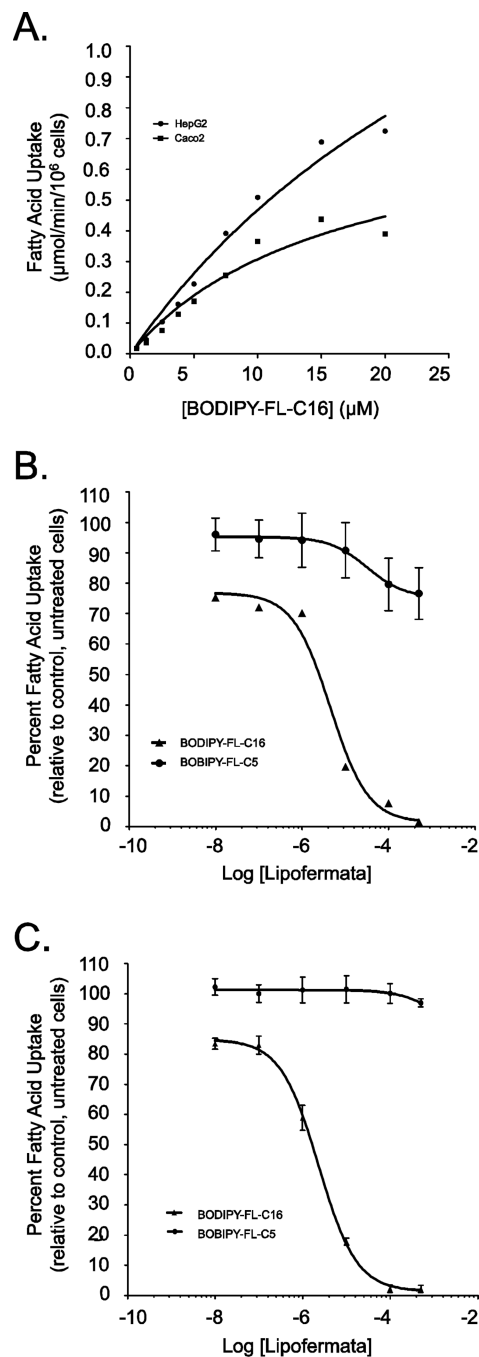 A.
Fatty Acid Uptake
(µmol/min/10⁶ cells)
1.0
0.9
0.8
0.7
0.6
0.5
0.4
0.3
0.2
0.1
0.0
HepG2
Caco2
0 5 10 15 20 25
[BODIPY-FL-C16] (µM)
B.
Percent Fatty Acid Uptake
(relative to control, untreated cells)
110
100
90
80
70
60
50
40
30
20
10
0
BODIPY-FL-C16
BOBIPY-FL-C5
-10 -8 -6 -4 -2
Log [Lipofermata]
C.
Percent Fatty Acid Uptake
(relative to control, untreated cells)
110
100
90
80
70
60
50
40
30
20
10
0
BODIPY-FL-C16
BOBIPY-FL-C5
-10 -8 -6 -4 -2
Log [Lipofermata]